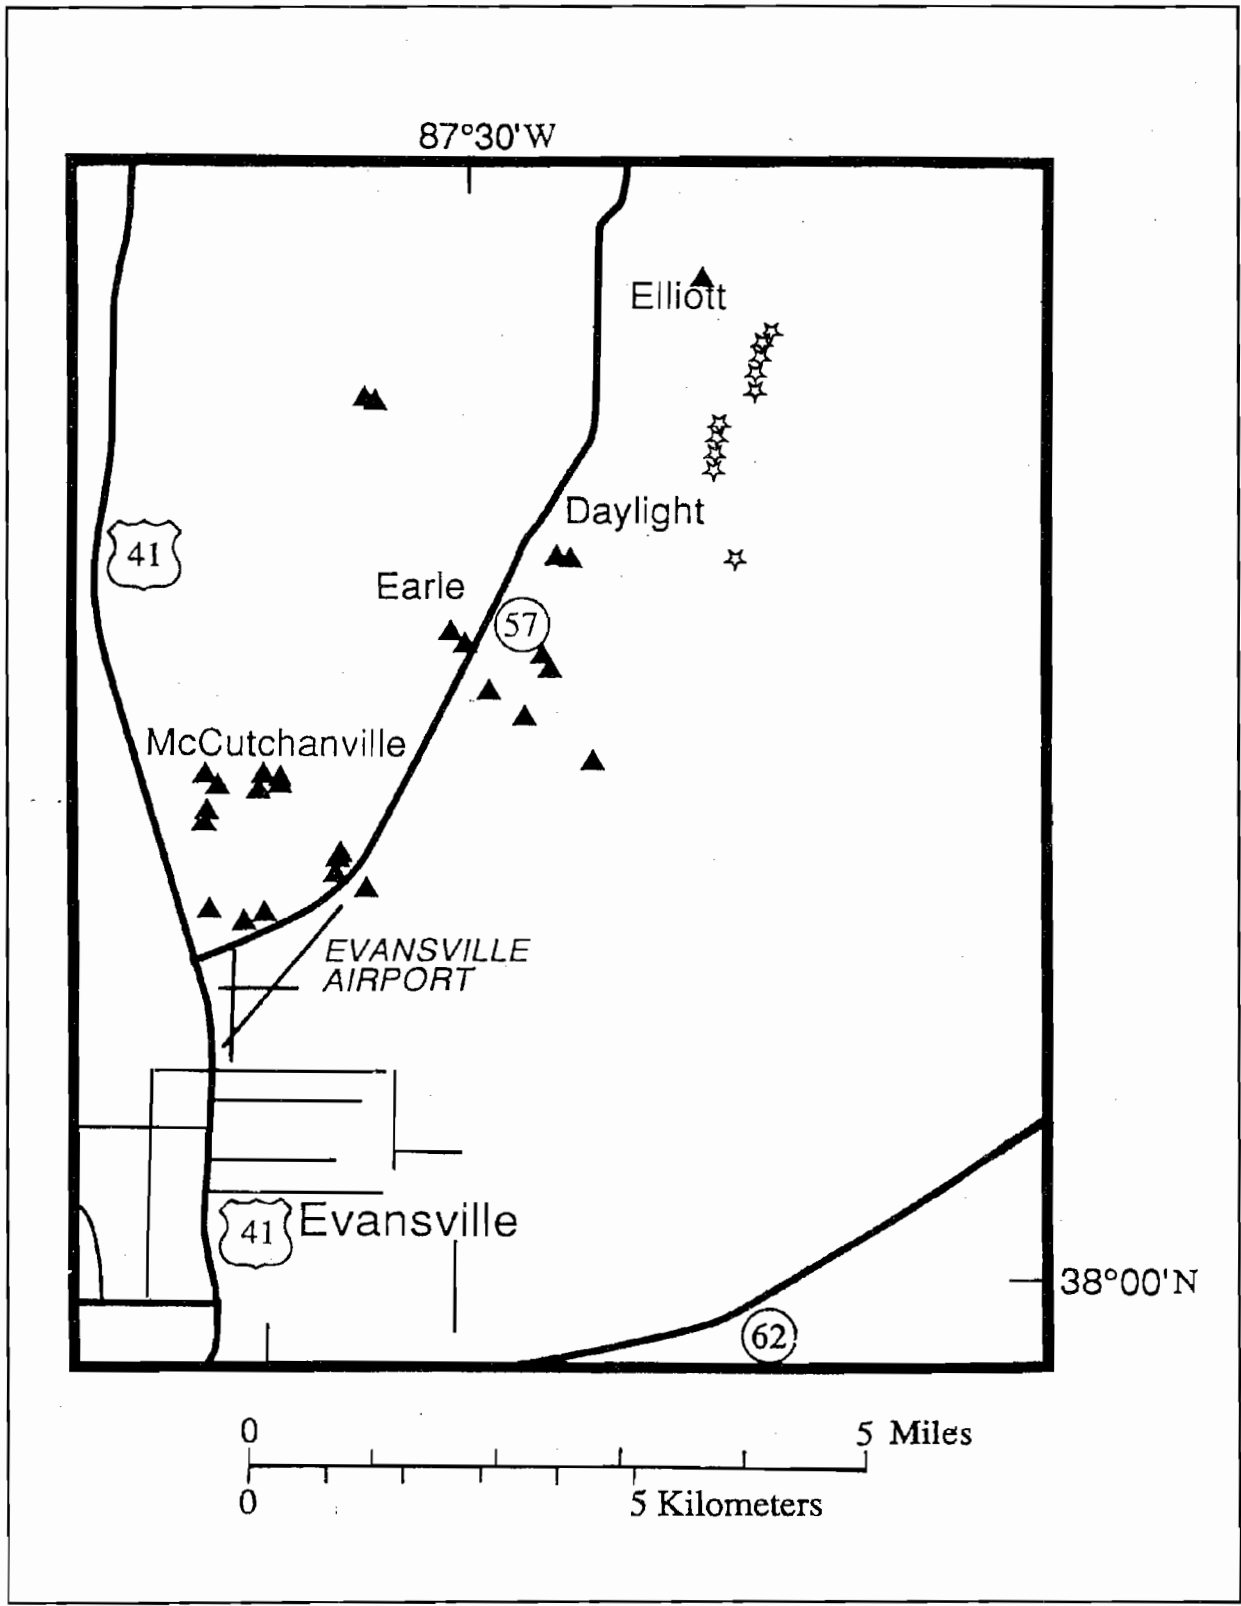 87°30'W
Elliott
Daylight
41
Earle
57
McCutchanville
EVANSVILLE
AIRPORT
41
Evansville
38°00'N
62
0
5 Miles
0
5 Kilometers